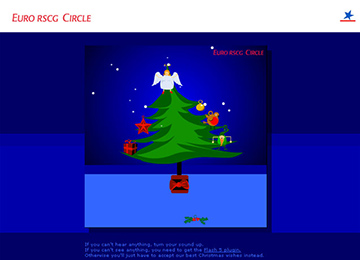 EURO RSCG CIRCLE
EURO RSCG CIRCLE
If you can't hear anything, turn your sound up.
If you can't see anything, you need to get the Flash 5 plugin.
Otherwise you'll just have to accept our best Christmas wishes instead.